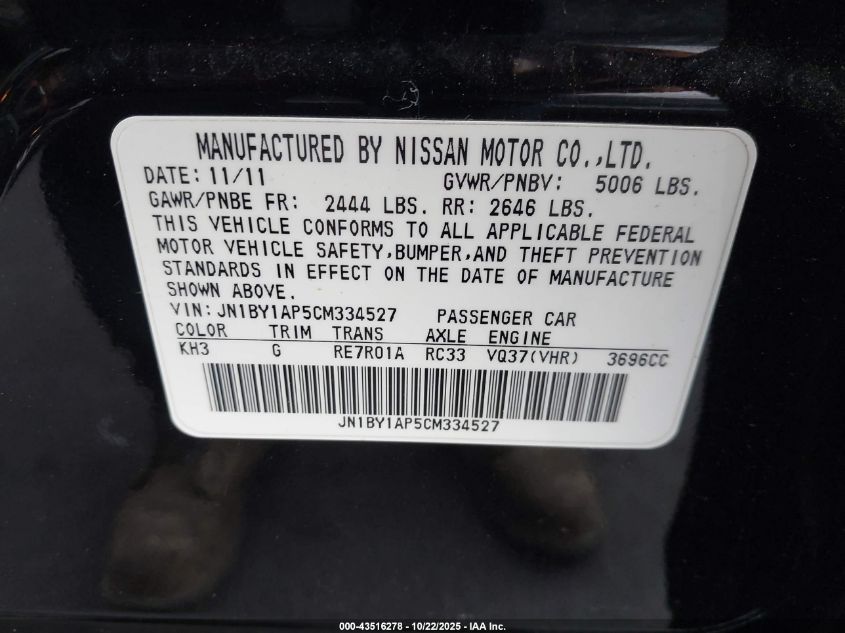 MANUFACTURED BY NISSAN MOTOR CO.,LTD.
DATE: 11/11 GVWR/PNBV: 5006 LBS.
GAWR/PNBE FR: 2444 LBS. RR: 2646 LBS.
THIS VEHICLE CONFORMS TO ALL APPLICABLE FEDERAL
MOTOR VEHICLE SAFETY,BUMPER,AND THEFT PREVENTION
STANDARDS IN EFFECT ON THE DATE OF MANUFACTURE
SHOWN ABOVE.
VIN: JN1BY1AP5CM334527 PASSENGER CAR
COLOR TRIM TRANS AXLE ENGINE
KH3 G RE7R01A RC33 VQ37(VHR) 3696CC
JN1BY1AP5CM334527
000-43516278 - 10/22/2025 - IAA Inc.